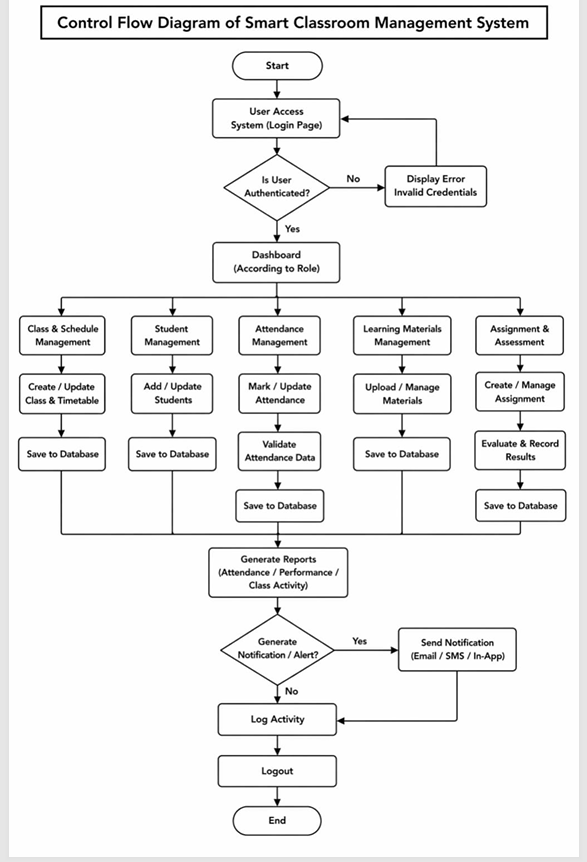 Control Flow Diagram of Smart Classroom Management System
Start
User Access
System (Login Page)
Is User
Authenticated?
No
Display Error
Invalid Credentials
Yes
Dashboard
(According to Role)
Class & Schedule
Management
Student
Management
Attendance
Management
Learning Materials
Management
Assignment &
Assessment
Create / Update
Class & Timetable
Add / Update
Students
Mark / Update
Attendance
Upload / Manage
Materials
Create / Manage
Assignment
Save to Database
Save to Database
Validate
Attendance Data
Save to Database
Evaluate & Record
Results
Save to Database
Save to Database
Generate Reports
(Attendance / Performance /
Class Activity)
Generate
Notification / Alert?
Yes
Send Notification
(Email / SMS / In-App)
No
Log Activity
Logout
End